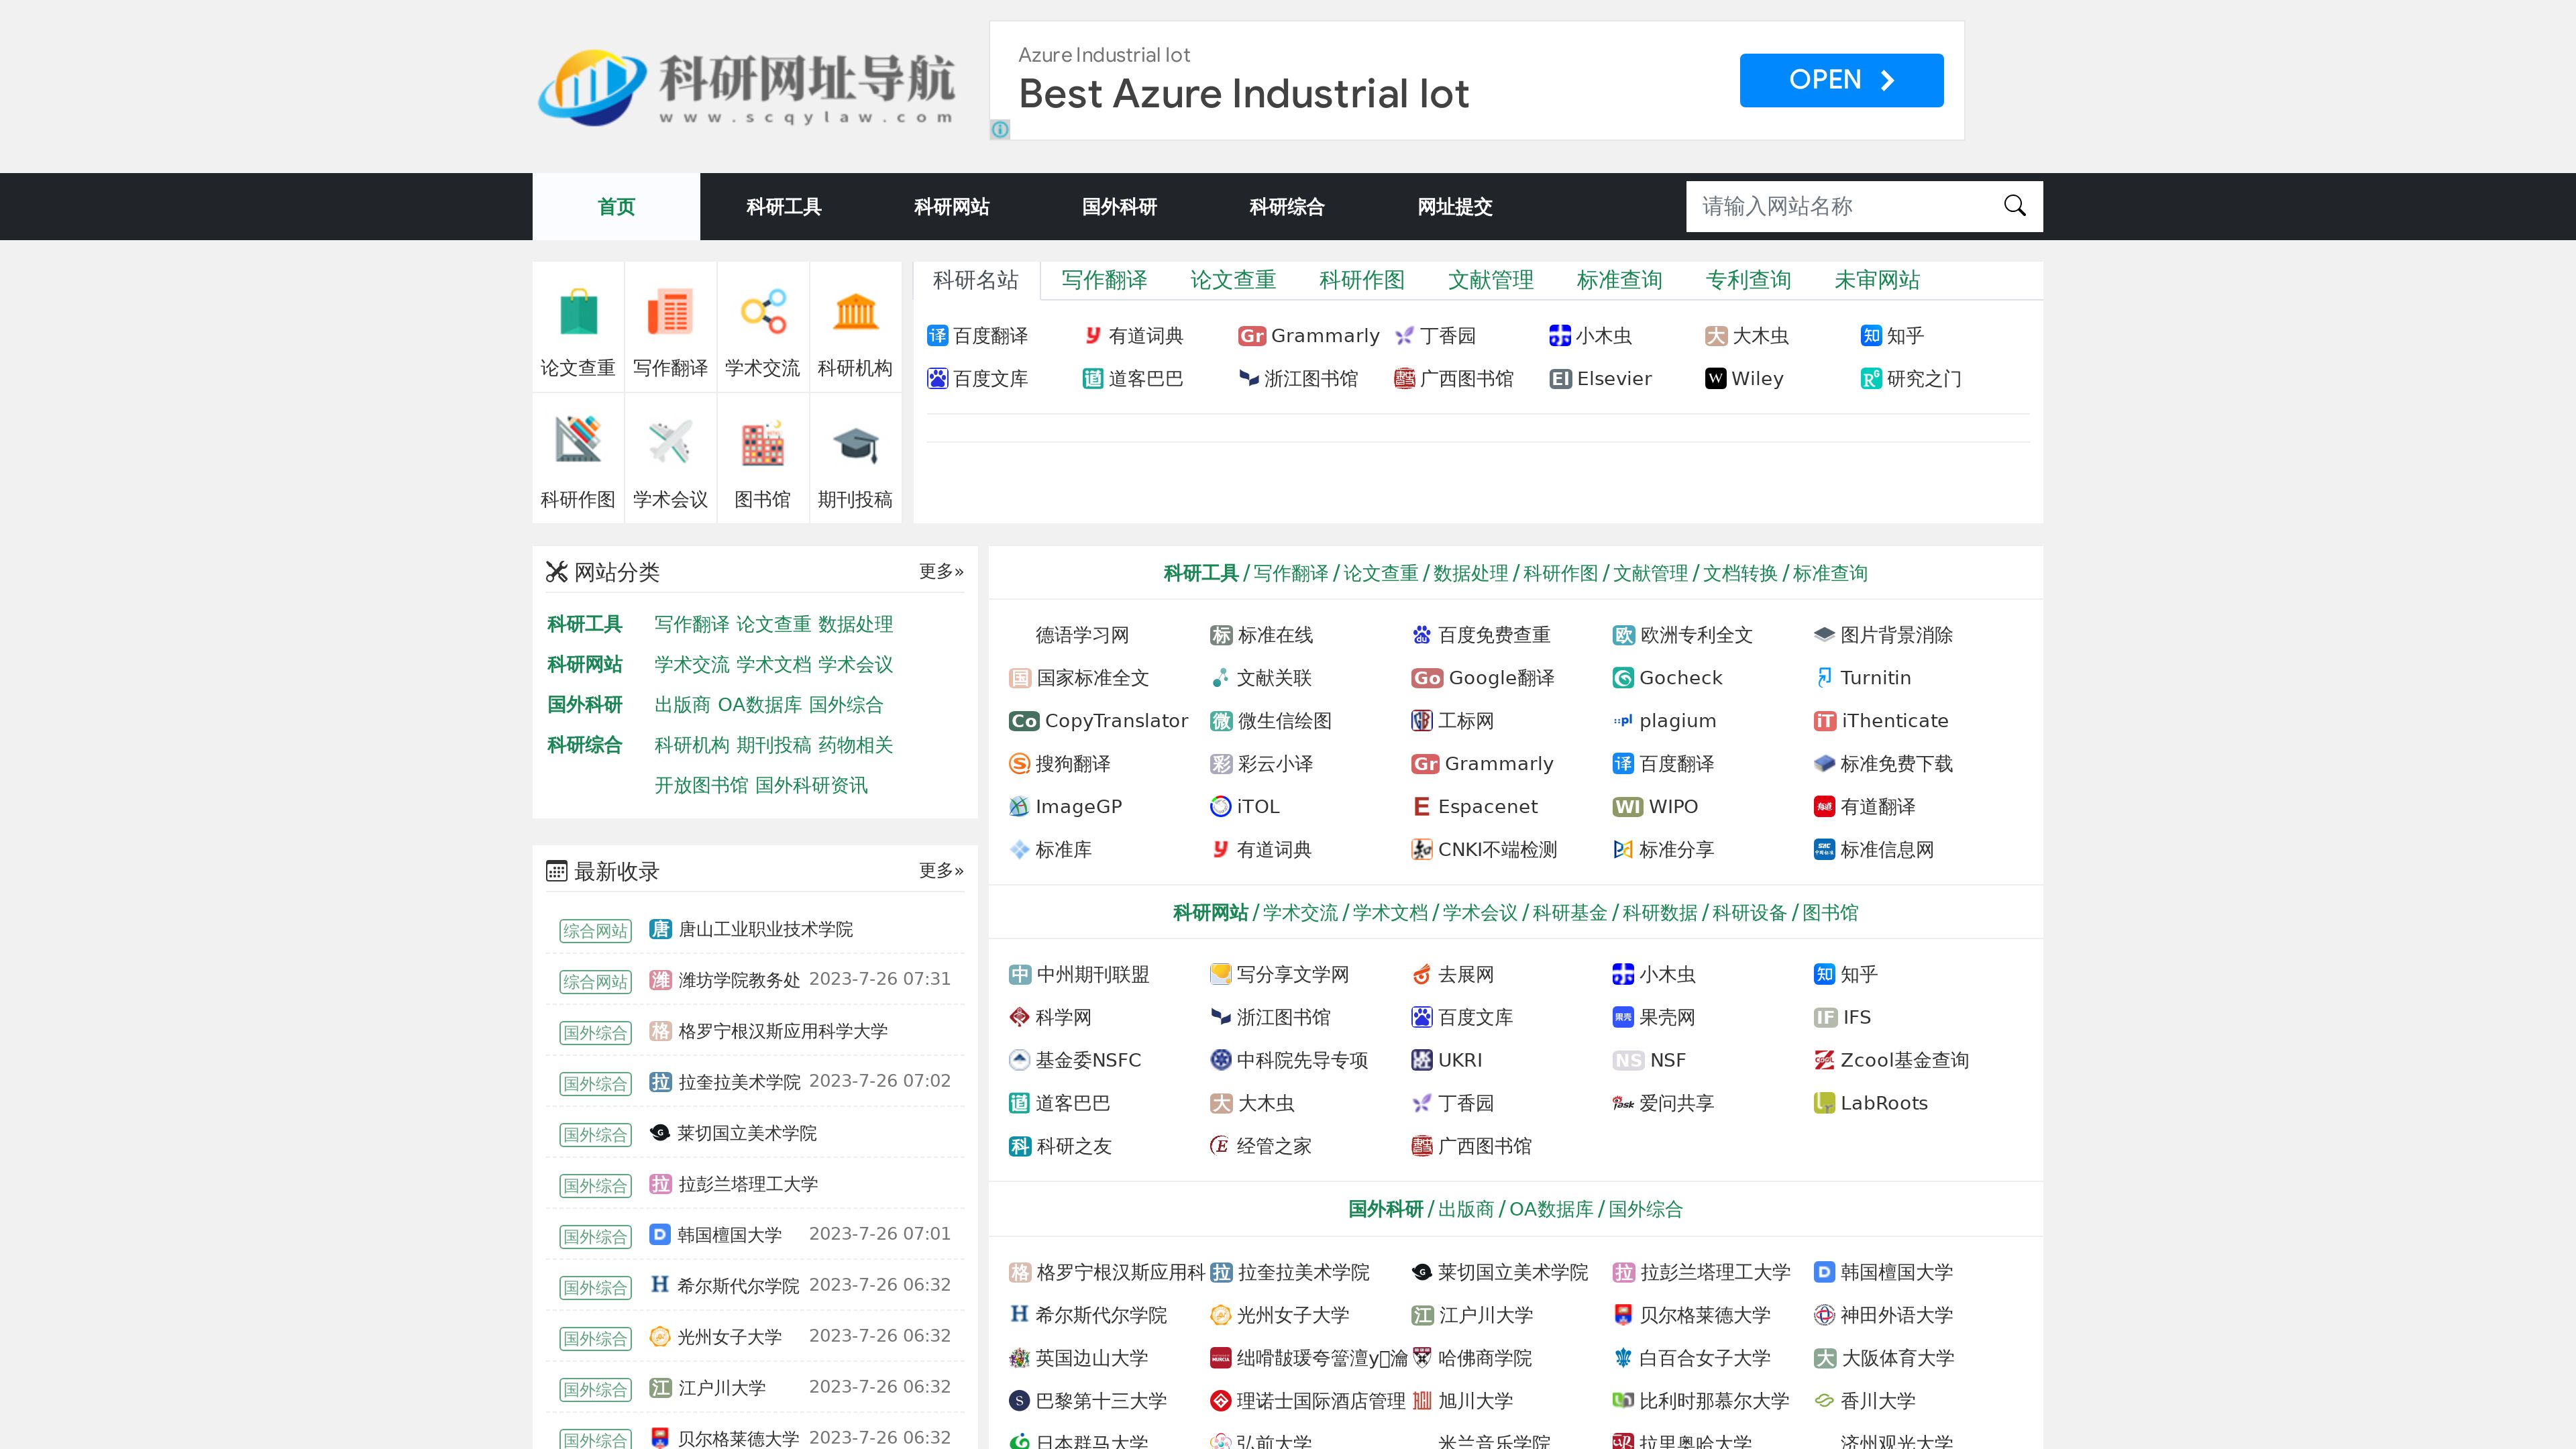 科研网址导航
www.scqylaw.com
Azure Industrial Iot
Best Azure Industrial Iot
OPEN
首页 科研工具 科研网站 国外科研 科研综合 网址提交 请输入网站名称
论文查重 写作翻译 学术交流 科研机构
科研作图 学术会议 图书馆 期刊投稿
科研名站 写作翻译 论文查重 科研作图 文献管理 标准查询 专利查询 未审网站
译 百度翻译 有道词典 Gr Grammarly 丁香园 小木虫 大 大木虫 知 知乎
百度文库 道 道客巴巴 浙江图书馆 广西图书馆 El Elsevier W Wiley RG 研究之门
网站分类 更多»
科研工具 写作翻译 论文查重 数据处理
科研网站 学术交流 学术文档 学术会议
国外科研 出版商 OA数据库 国外综合
科研综合 科研机构 期刊投稿 药物相关
开放图书馆 国外科研资讯
最新收录 更多»
综合网站 唐 唐山工业职业技术学院
综合网站 潍 潍坊学院教务处 2023-7-26 07:31
国外综合 格 格罗宁根汉斯应用科学大学
国外综合 拉 拉奎拉美术学院 2023-7-26 07:02
国外综合 莱切国立美术学院
国外综合 拉 拉彭兰塔理工大学
国外综合 D 韩国檀国大学 2023-7-26 07:01
国外综合 H 希尔斯代尔学院 2023-7-26 06:32
国外综合 光州女子大学 2023-7-26 06:32
国外综合 江 江户川大学 2023-7-26 06:32
国外综合 贝尔格莱德大学 2023-7-26 06:32
科研工具 / 写作翻译 / 论文查重 / 数据处理 / 科研作图 / 文献管理 / 文档转换 / 标准查询
德语学习网 标 标准在线 百度免费查重 欧 欧洲专利全文 图片背景消除
国 国家标准全文 文献关联 Go Google翻译 Gocheck Turnitin
Co CopyTranslator 微 微生信绘图 工标网 ::pl plagium iT iThenticate
搜狗翻译 彩 彩云小译 Gr Grammarly 译 百度翻译 标准免费下载
ImageGP iTOL E Espacenet WI WIPO 有道翻译
标准库 有道词典 CNKI不端检测 标准分享 标准信息网
科研网站 / 学术交流 / 学术文档 / 学术会议 / 科研基金 / 科研数据 / 科研设备 / 图书馆
中 中州期刊联盟 写分享文学网 去展网 小木虫 知 知乎
科学网 浙江图书馆 百度文库 果壳 果壳网 IF IFS
基金委NSFC 中科院先导专项 UKRI NS NSF Zcool基金查询
道 道客巴巴 大 大木虫 丁香园 爱问共享 LabRoots
科 科研之友 经管之家 广西图书馆
国外科研 / 出版商 / OA数据库 / 国外综合
格 格罗宁根汉斯应用科 拉 拉奎拉美术学院 莱切国立美术学院 拉 拉彭兰塔理工大学 D 韩国檀国大学
H 希尔斯代尔学院 光州女子大学 江 江户川大学 贝尔格莱德大学 神田外语大学
英国边山大学 哈佛商学院 白百合女子大学 大 大阪体育大学
S 巴黎第十三大学 理诺士国际酒店管理 旭川大学 比利时那慕尔大学 香川大学
日本群马大学 弘前大学 米兰音乐学院 拉里奥哈大学 济州观光大学